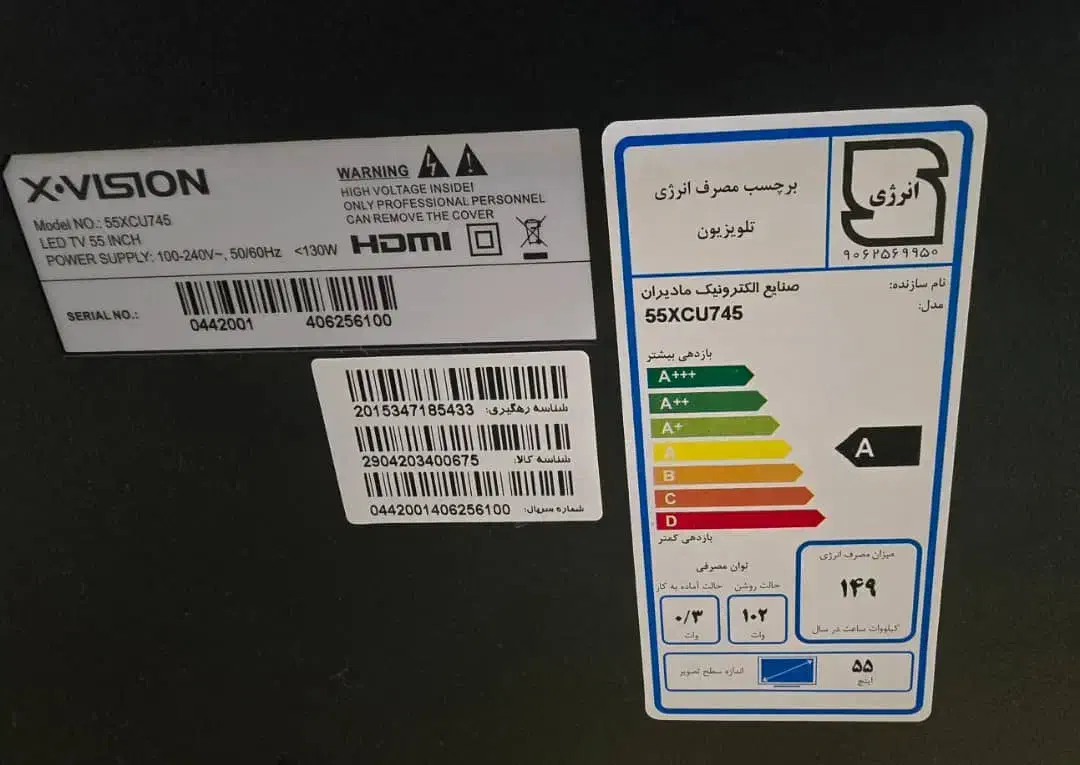 X·VISION
Model NO.: 55XCU745
LED TV 55 INCH
POWER SUPPLY: 100-240V~, 50/60Hz <130W
WARNING
HIGH VOLTAGE INSIDE!
ONLY PROFESSIONAL PERSONNEL
CAN REMOVE THE COVER
HDMI
SERIAL NO.:
0442001 406256100
شناسه رهگیری: 2015347185433
شناسه کالا: 2904203400675
شماره سریال: 0442001406256100
برچسب مصرف انرژی
تلویزیون
انرژی
۹۰۶۲۵۶۹۹۵۰
نام سازنده: صنایع الکترونیک مادیران
مدل: 55XCU745
بازدهی بیشتر
A+++
A++
A+
A
B
C
D
A
بازدهی کمتر
توان مصرفی
حالت روشن
۱۰۲
وات
حالت آماده به کار
۰/۳
وات
میزان مصرف انرژی
۱۴۹
کیلووات ساعت در سال
اندازه سطح تصویر
۵۵
اینچ